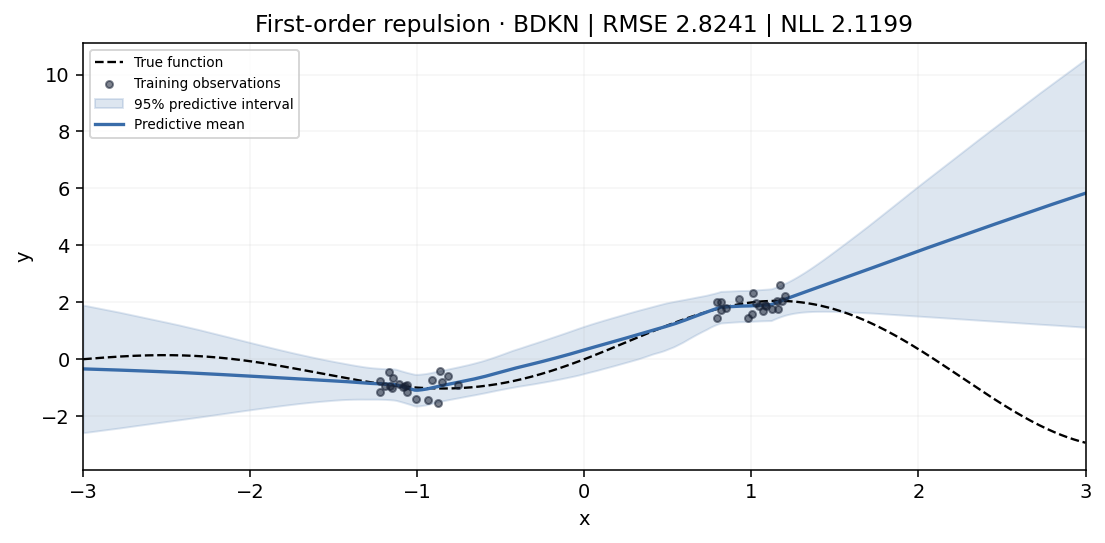 First-order repulsion · BDKN | RMSE 2.8241 | NLL 2.1199
True function
Training observations
95% predictive interval
Predictive mean
10
8
6
4
2
0
−2
y
−3
−2
−1
0
1
2
3
x